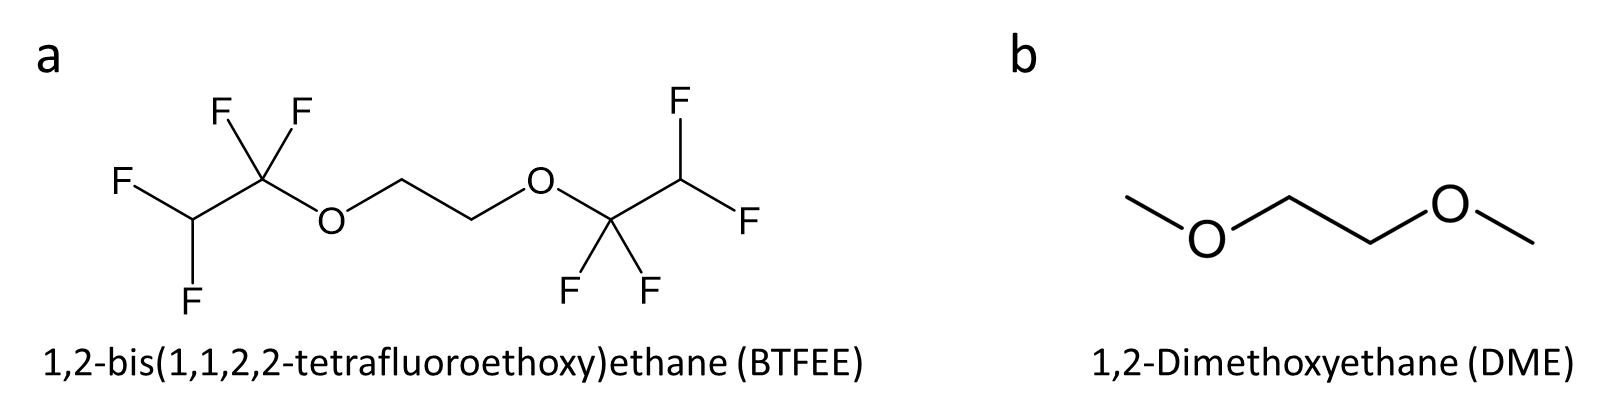 a
b
F F
F
F
O
O
F
F
F F
O
O
1,2-bis(1,1,2,2-tetrafluoroethoxy)ethane (BTFEE)
1,2-Dimethoxyethane (DME)